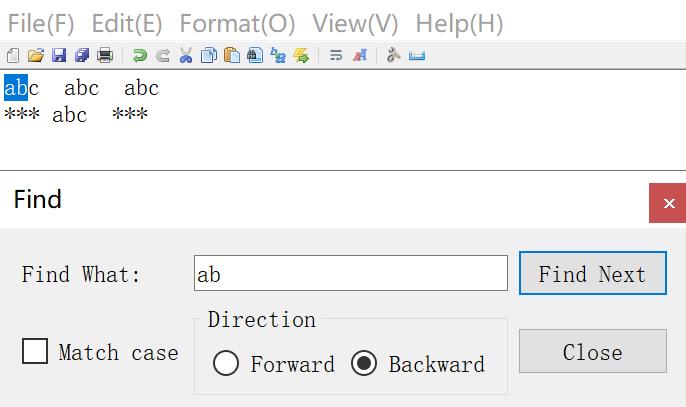 File(F) Edit(E) Format(O) View(V) Help(H)
abc abc abc
*** abc ***
Find
Find What: ab Find Next
Direction
Match case Forward Backward Close